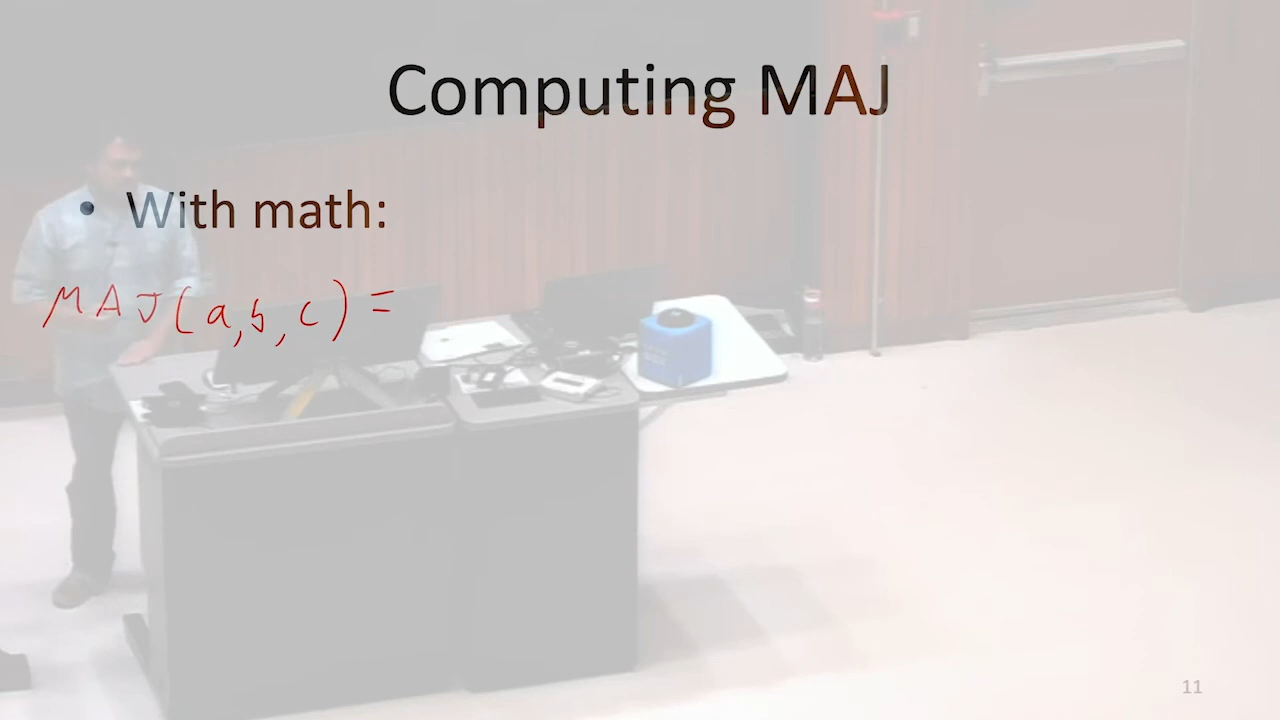 Computing MAJ
• With math:
MAJ(a,b,c)=
11